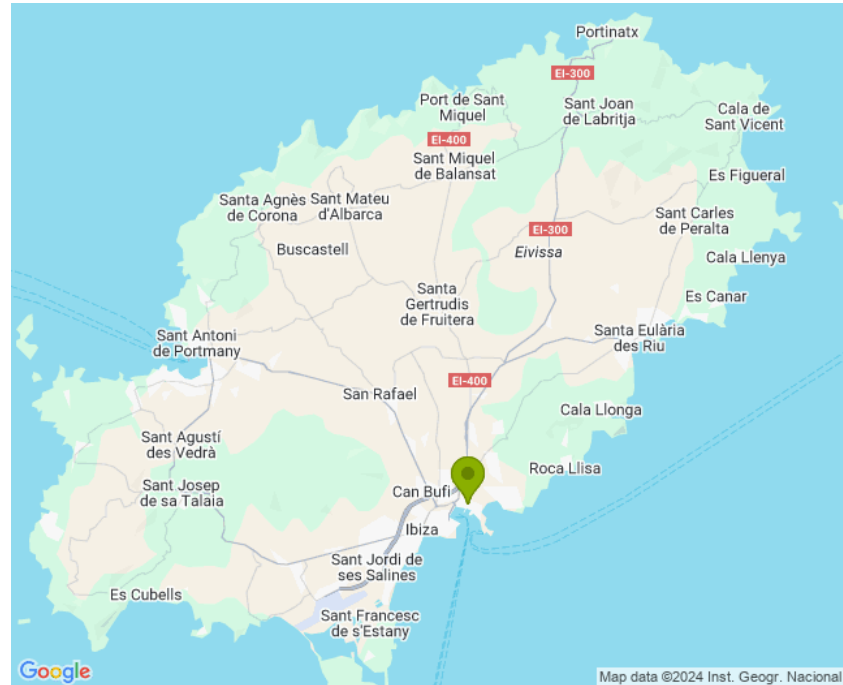 Portinatx
EI-300
Port de Sant
Miquel
Sant Joan
de Labritja
Cala de
Sant Vicent
EI-400
Sant Miquel
de Balansat
Es Figueral
Santa Agnès
de Corona
Sant Mateu
d'Albarca
Sant Carles
de Peralta
EI-300
Buscastell
Eivissa
Cala Llenya
Santa
Gertrudis
de Fruitera
Es Canar
Sant Antoni
de Portmany
Santa Eulària
des Riu
EI-400
San Rafael
Cala Llonga
Sant Agustí
des Vedrà
Roca Llisa
Sant Josep
de sa Talaia
Can Bufí
Ibiza
Sant Jordi de
ses Salines
Es Cubells
Sant Francesc
de s'Estany
Google
Map data ©2024 Inst. Geogr. Nacional